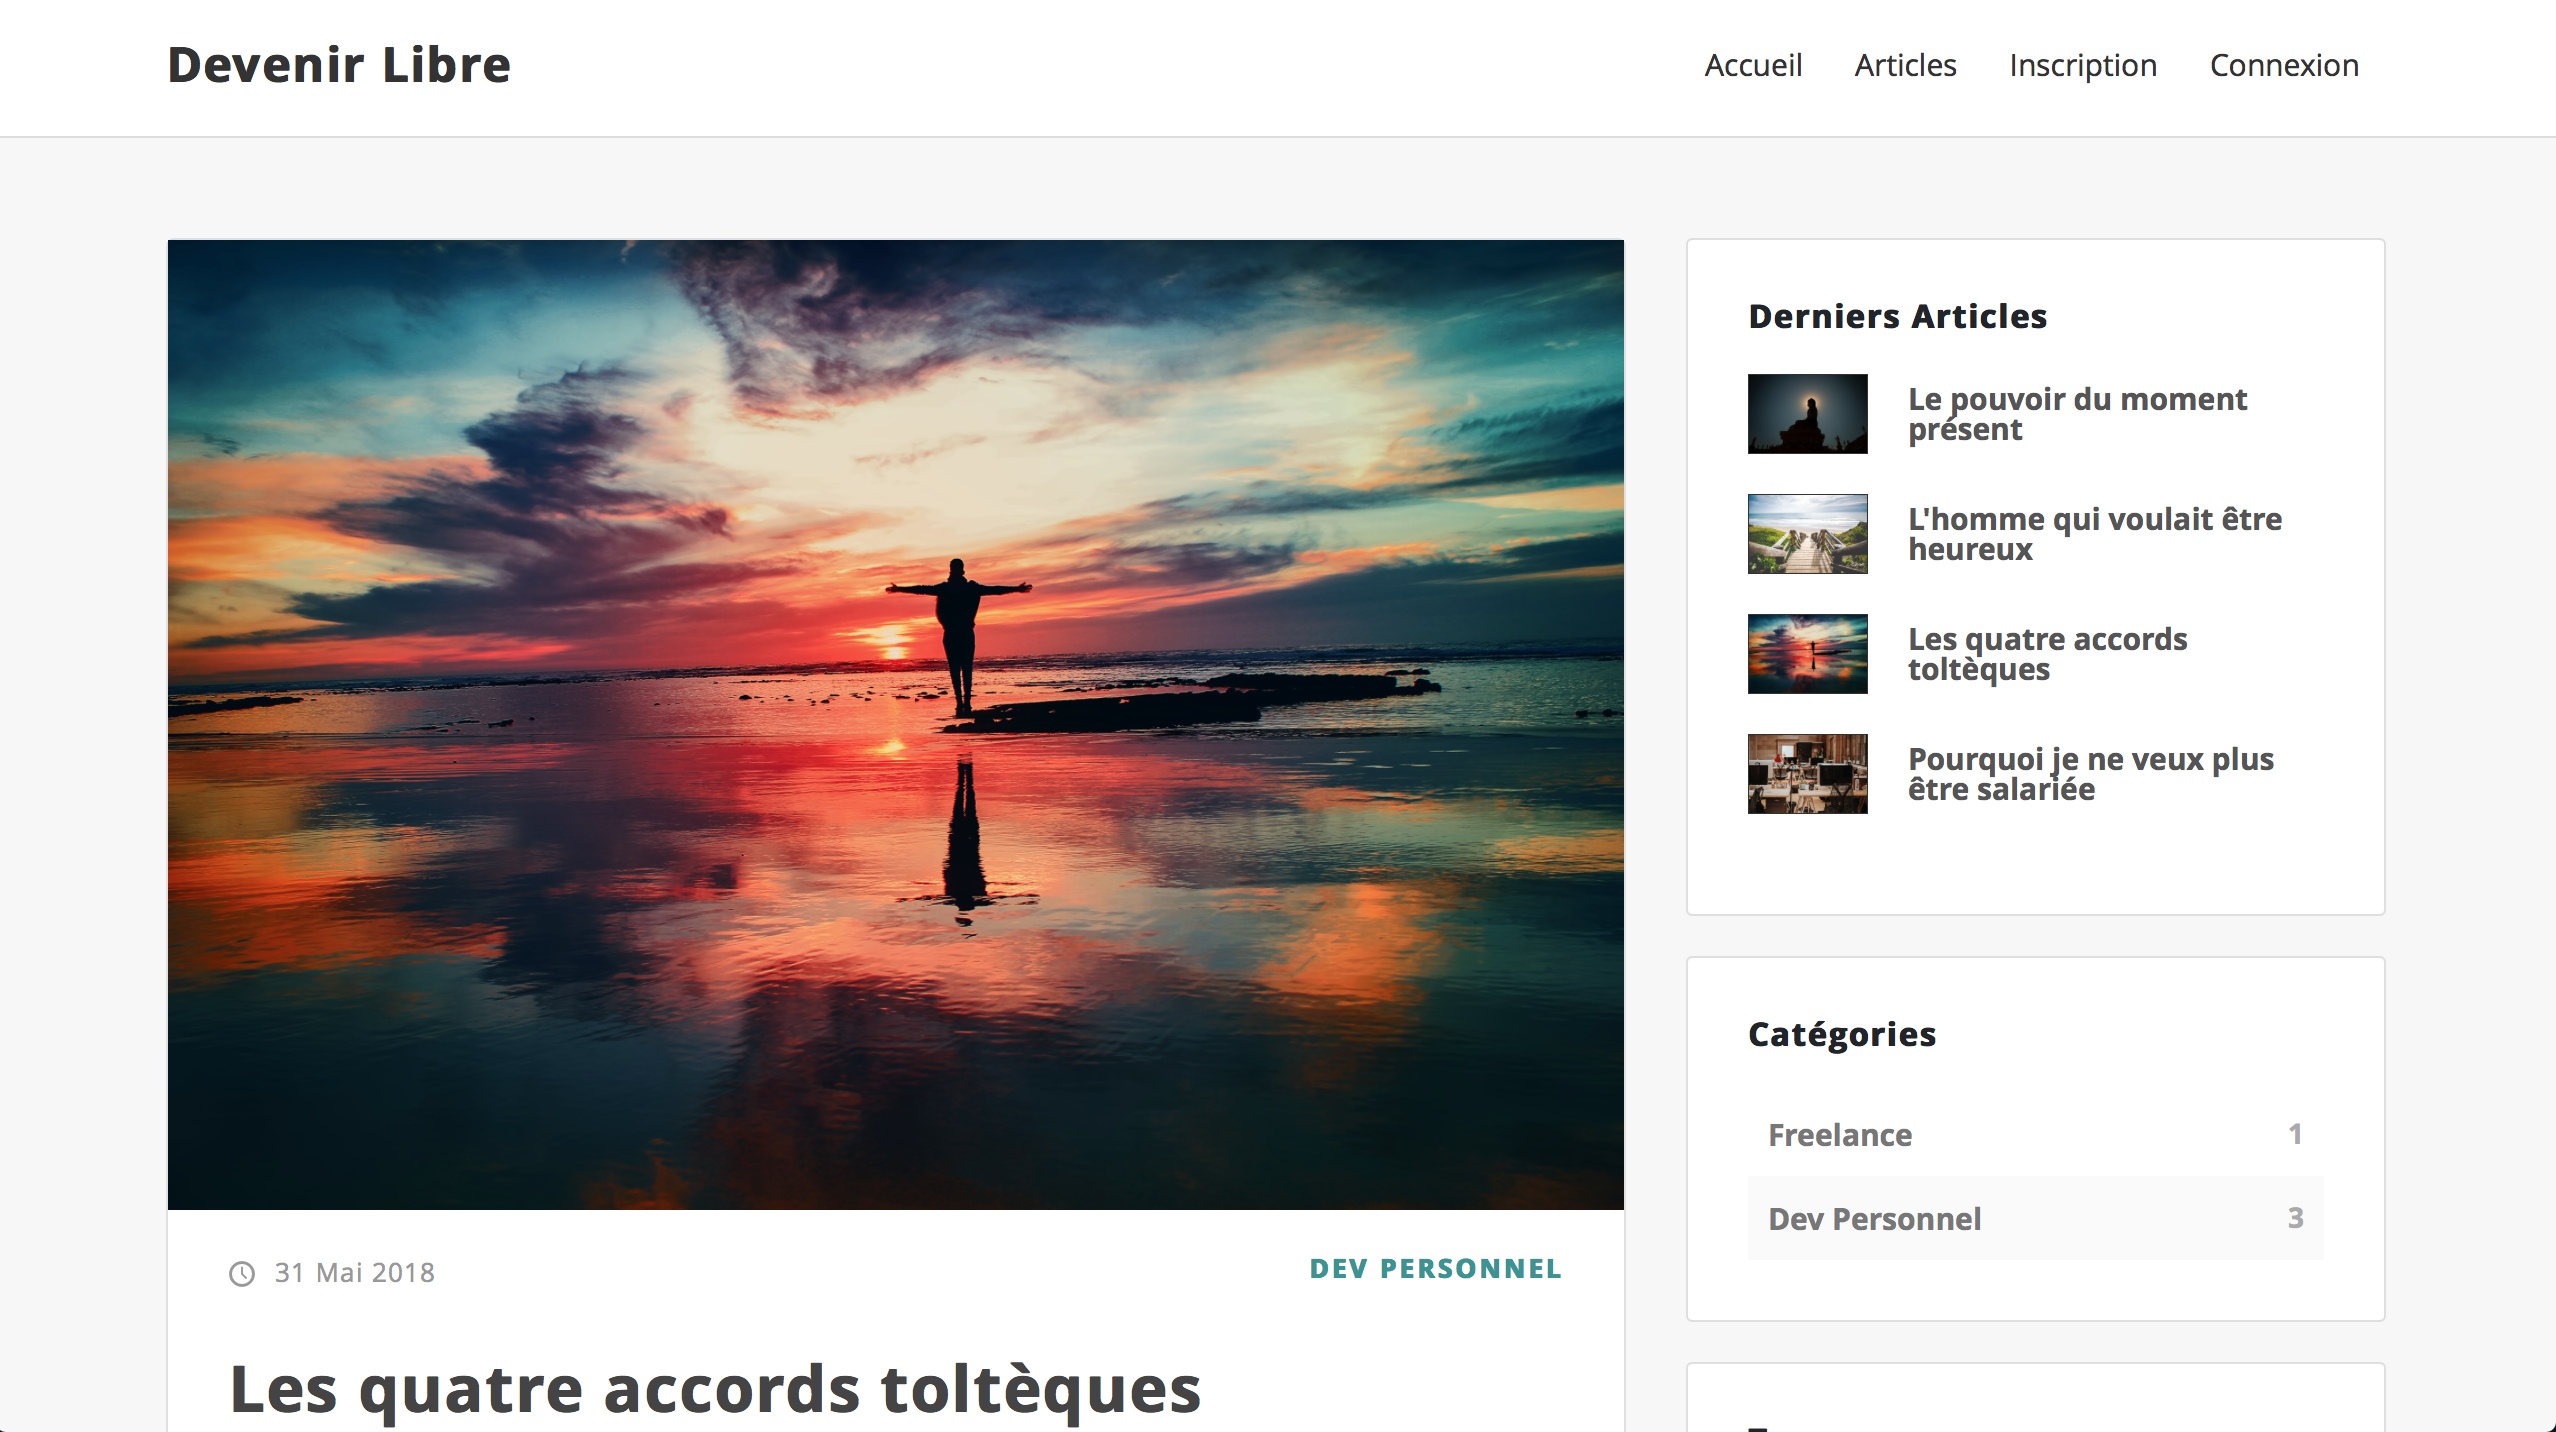 Devenir Libre
Accueil Articles Inscription Connexion
31 Mai 2018
DEV PERSONNEL
Les quatre accords toltèques
Derniers Articles
Le pouvoir du moment
présent
L'homme qui voulait être
heureux
Les quatre accords
toltèques
Pourquoi je ne veux plus
être salariée
Catégories
Freelance 1
Dev Personnel 3